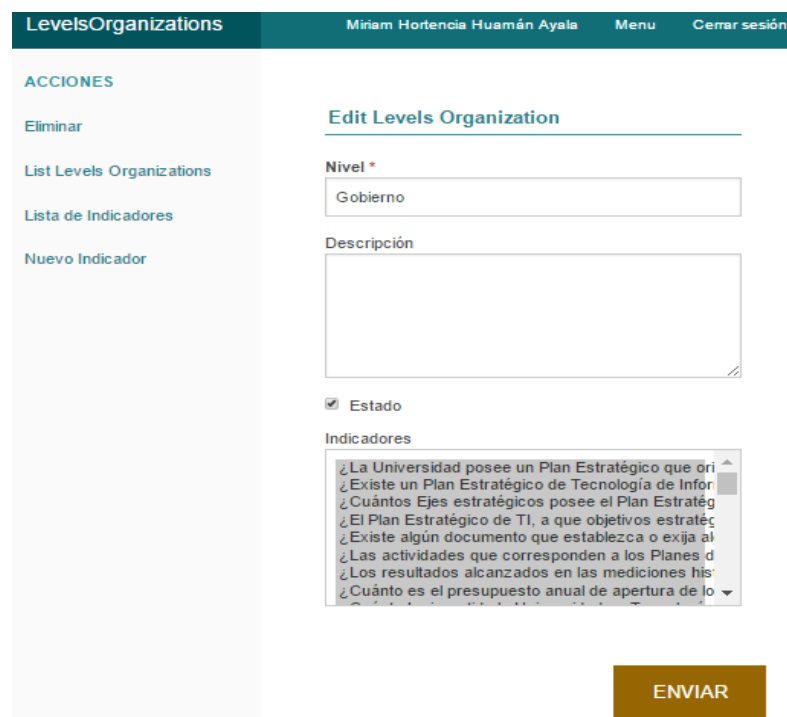 LevelsOrganizations
Miriam Hortencia Huamán Ayala Menu Cerrar sesión
ACCIONES
Eliminar
List Levels Organizations
Lista de Indicadores
Nuevo Indicador
Edit Levels Organization
Nivel *
Gobierno
Descripción
Estado
Indicadores
¿La Universidad posee un Plan Estratégico que ori
¿Existe un Plan Estratégico de Tecnología de Infor
¿Cuántos Ejes estratégicos posee el Plan Estratég
¿El Plan Estratégico de TI, a que objetivos estratég
¿Existe algún documento que establezca o exija al
¿Las actividades que corresponden a los Planes d
¿Los resultados alcanzados en las mediciones his
¿Cuánto es el presupuesto anual de apertura de lo
ENVIAR